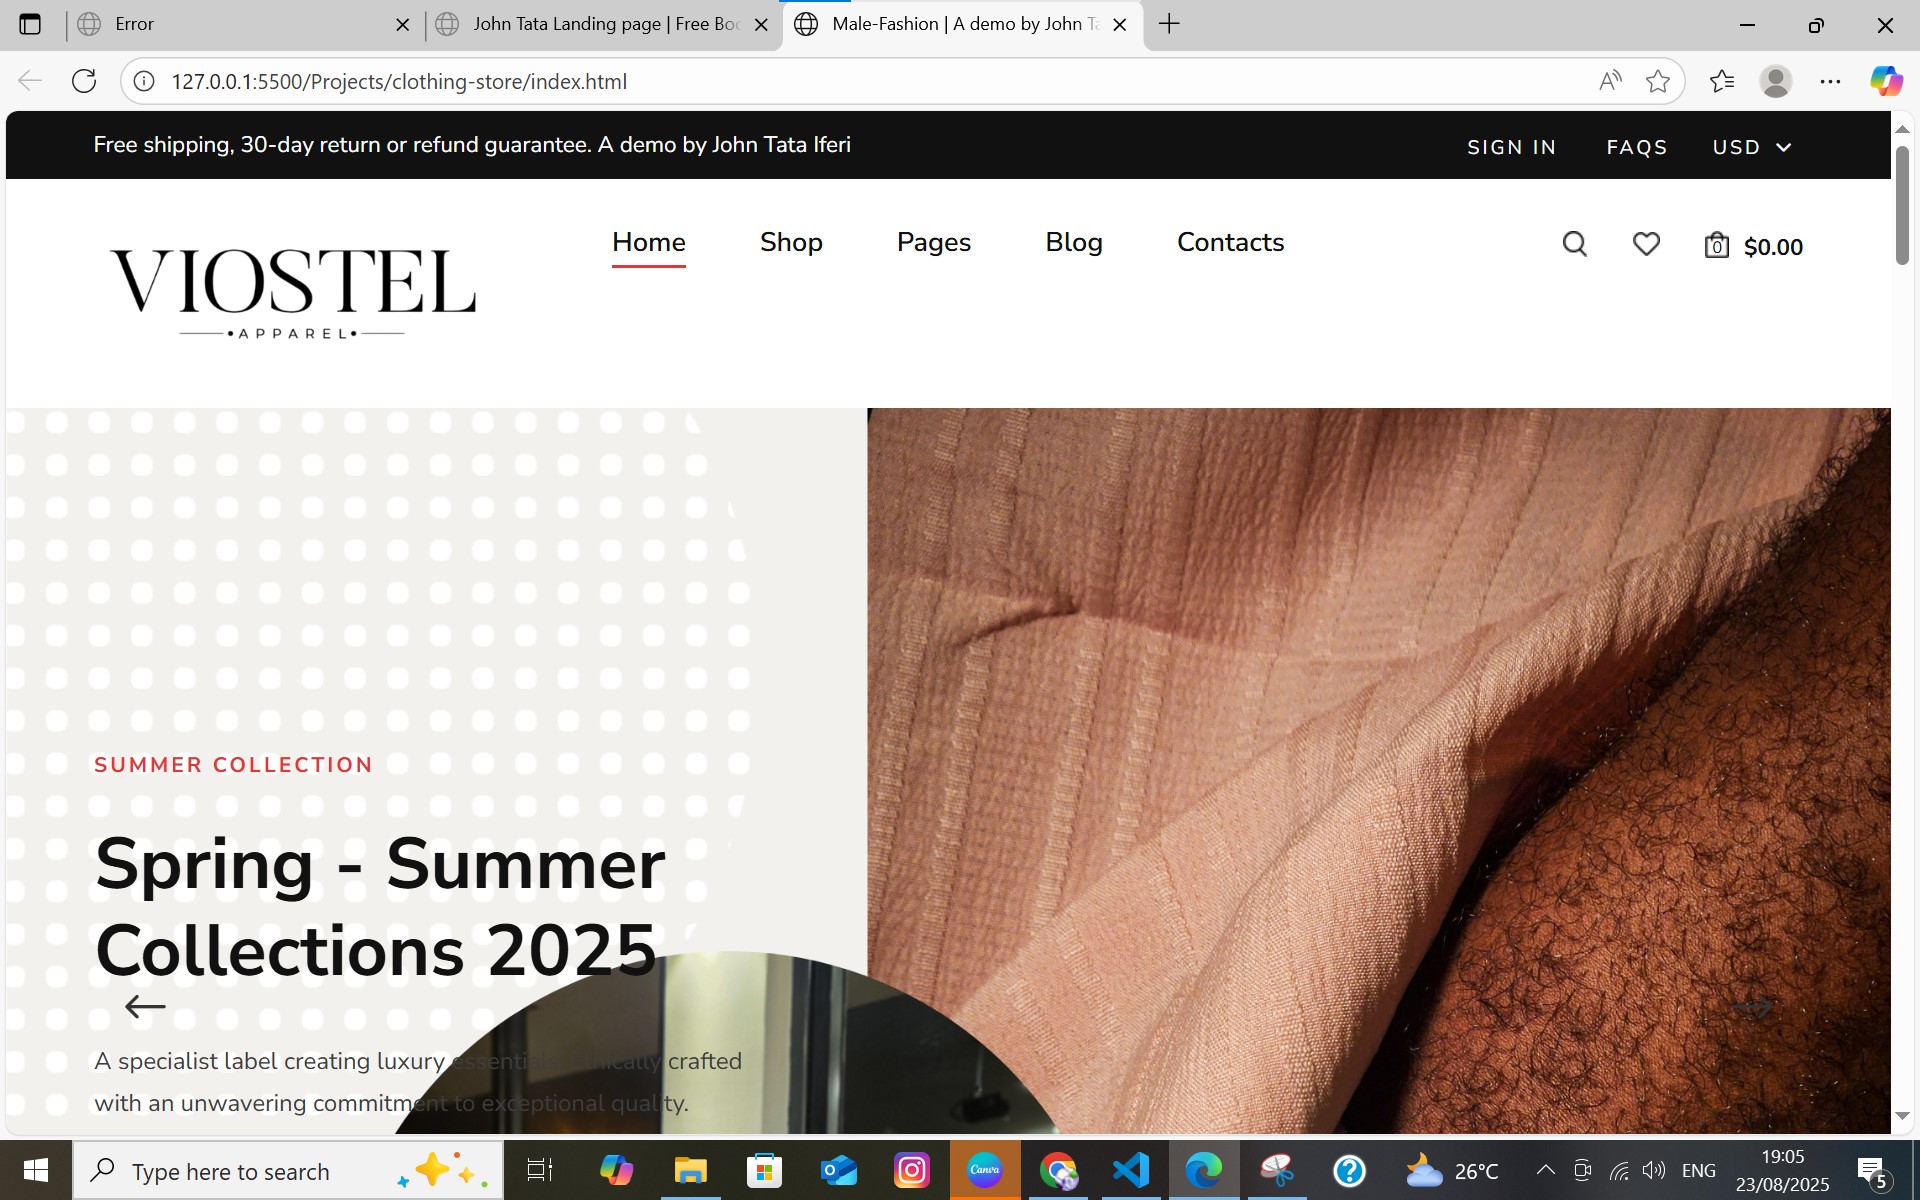 Error
John Tata Landing page | Free Boo
Male-Fashion | A demo by John Ta
127.0.0.1:5500/Projects/clothing-store/index.html
Free shipping, 30-day return or refund guarantee. A demo by John Tata Iferi
SIGN IN
FAQS
USD
VIOSTEL
APPAREL
Home
Shop
Pages
Blog
Contacts
0
$0.00
SUMMER COLLECTION
Spring - Summer
Collections 2025
A specialist label creating luxury essentials. Ethically crafted
with an unwavering commitment to exceptional quality.
Type here to search
Canva
26°C
ENG
19:05
23/08/2025
5